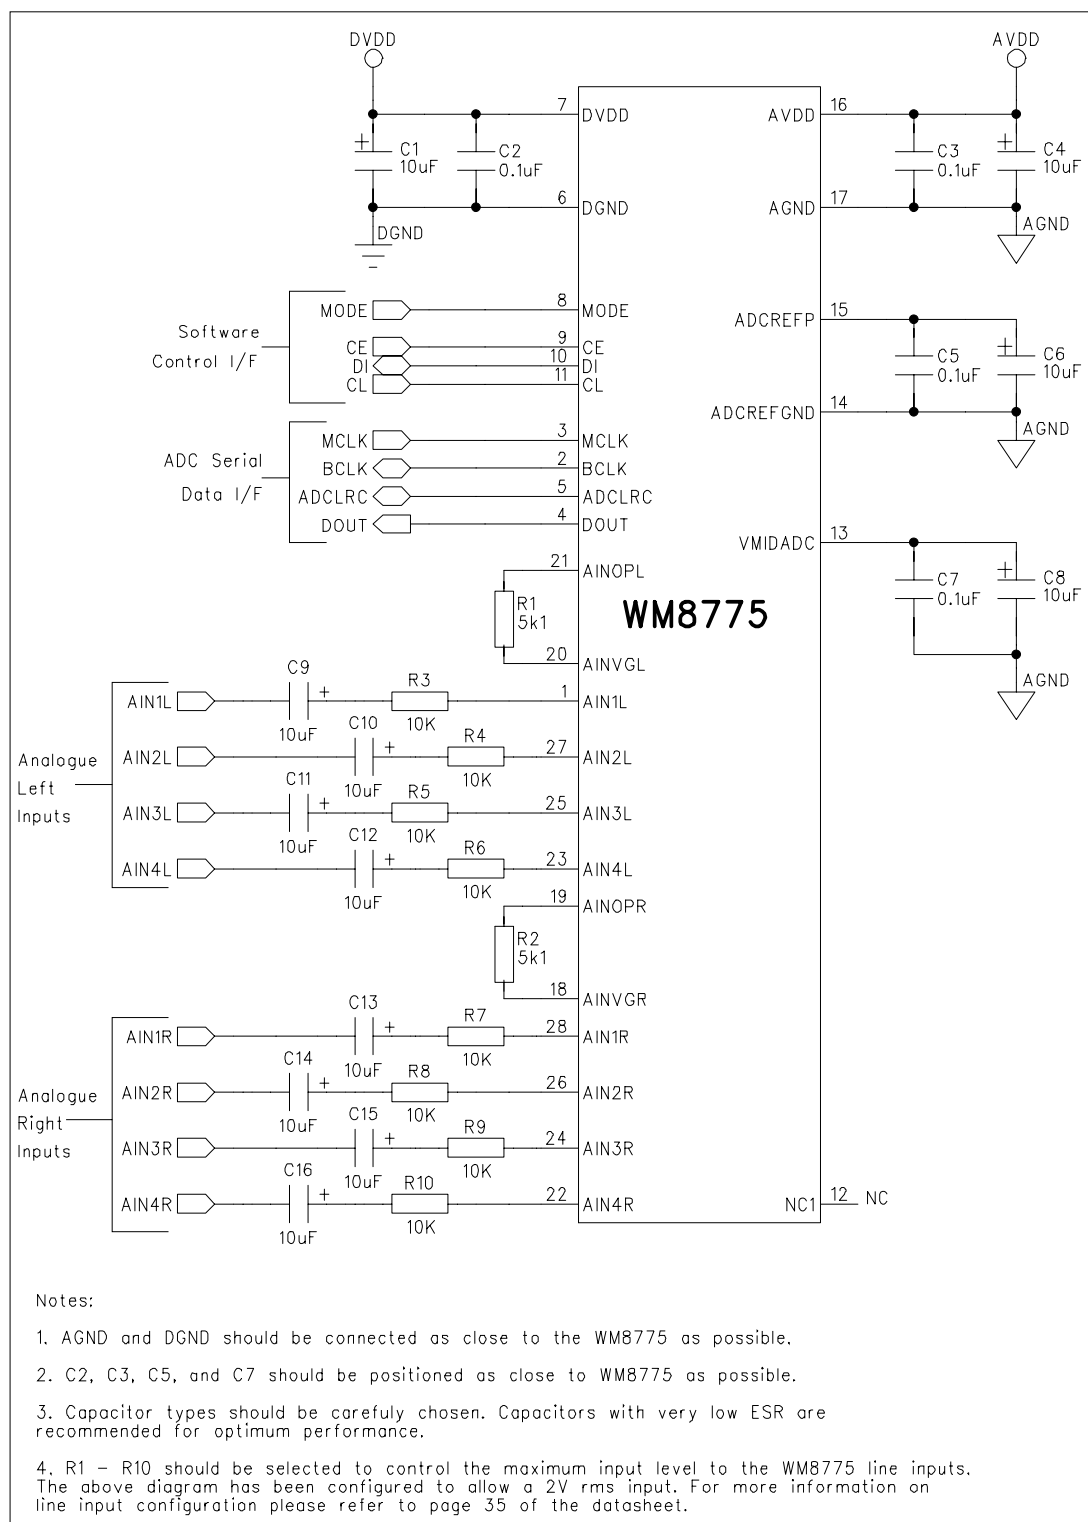 DVDD
AVDD
7 DVDD
AVDD 16
+ C1 10uF
C2 0.1uF
C3 0.1uF
+ C4 10uF
6 DGND
AGND 17
DGND
AGND
MODE 8 MODE
ADCREFP 15
Software
Control I/F
CE 9 CE
DI 10 DI
CL 11 CL
C5 0.1uF
+ C6 10uF
ADCREFGND 14
AGND
ADC Serial
Data I/F
MCLK 3 MCLK
BCLK 2 BCLK
ADCLRC 5 ADCLRC
DOUT 4 DOUT
VMIDADC 13
C7 0.1uF
+ C8 10uF
AGND
21 AINOPL
R1 5k1
WM8775
20 AINVGL
Analogue
Left
Inputs
AIN1L C9 10uF + R3 10K 1 AIN1L
AIN2L C10 10uF + R4 10K 27 AIN2L
AIN3L C11 10uF + R5 10K 25 AIN3L
AIN4L C12 10uF + R6 10K 23 AIN4L
19 AINOPR
R2 5k1
18 AINVGR
Analogue
Right
Inputs
AIN1R C13 10uF + R7 10K 28 AIN1R
AIN2R C14 10uF + R8 10K 26 AIN2R
AIN3R C15 10uF + R9 10K 24 AIN3R
AIN4R C16 10uF + R10 10K 22 AIN4R
NC1 12 NC
Notes:
1. AGND and DGND should be connected as close to the WM8775 as possible.
2. C2, C3, C5, and C7 should be positioned as close to WM8775 as possible.
3. Capacitor types should be carefuly chosen. Capacitors with very low ESR are
recommended for optimum performance.
4. R1 – R10 should be selected to control the maximum input level to the WM8775 line inputs.
The above diagram has been configured to allow a 2V rms input. For more information on
line input configuration please refer to page 35 of the datasheet.